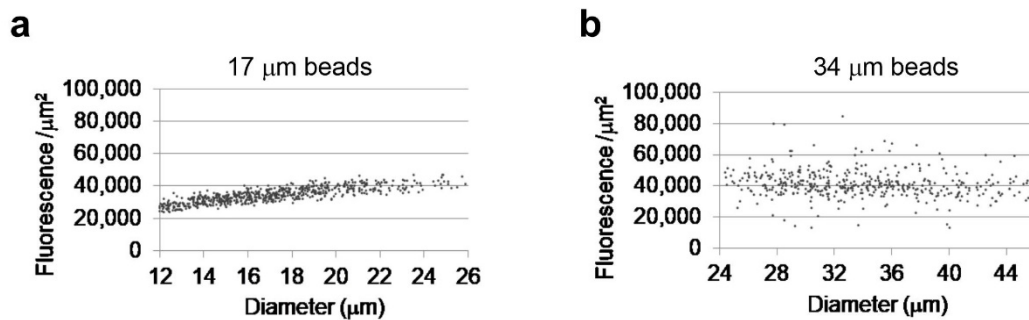 a
17 μm beads
Fluorescence /μm²
100,000
80,000
60,000
40,000
20,000
0
12 14 16 18 20 22 24 26
Diameter (μm)
b
34 μm beads
Fluorescence /μm²
100,000
80,000
60,000
40,000
20,000
0
24 28 32 36 40 44
Diameter (μm)